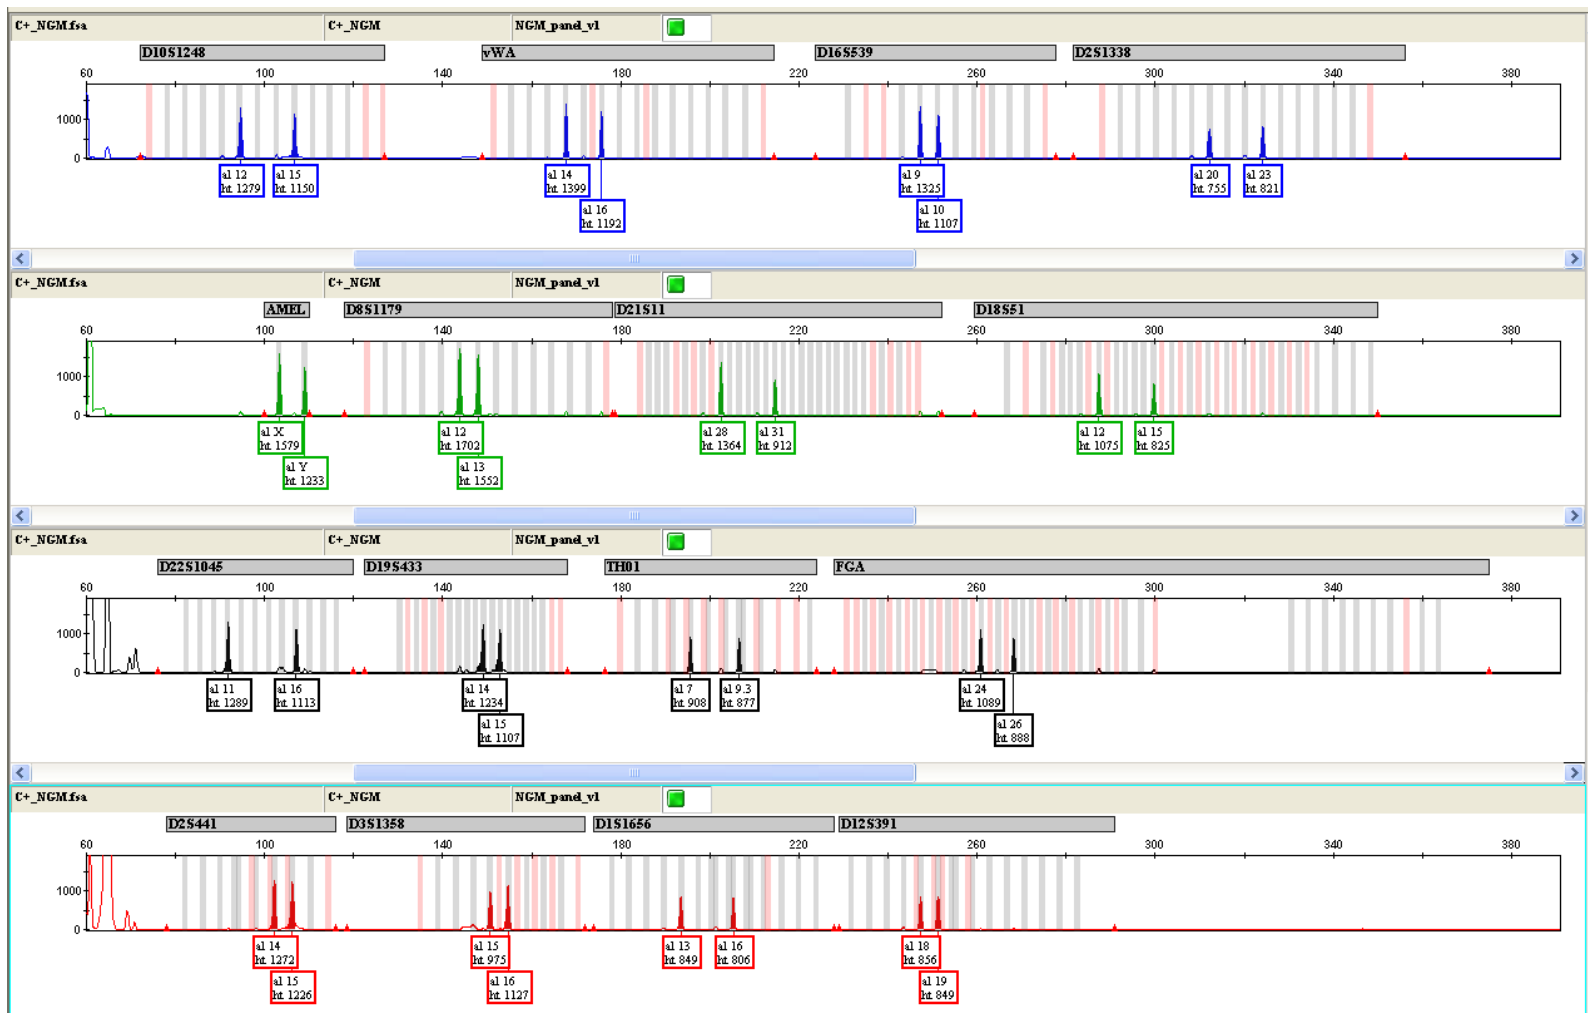 C+_NGM.fsa C+_NGM NGM_panel_v1
D10S1248 vWA D16S539 D2S1338
60 100 140 180 220 260 300 340 380
1000
0
al 12 al 15 al 14 al 9 al 20 al 23
ht 1279 ht 1150 ht 1399 ht 1325 ht 755 ht 821
al 16 al 10
ht 1192 ht 1107
C+_NGM.fsa C+_NGM NGM_panel_v1
AMEL D8S1179 D21S11 D18S51
60 100 140 180 220 260 300 340 380
1000
0
al X al 12 al 28 al 31 al 12 al 15
ht 1579 ht 1702 ht 1364 ht 912 ht 1075 ht 825
al Y al 13
ht 1233 ht 1552
C+_NGM.fsa C+_NGM NGM_panel_v1
D22S1045 D19S433 TH01 FGA
60 100 140 180 220 260 300 340 380
1000
0
al 11 al 16 al 14 al 7 al 9.3 al 24
ht 1289 ht 1113 ht 1234 ht 908 ht 877 ht 1089
al 15 al 26
ht 1107 ht 888
C+_NGM.fsa C+_NGM NGM_panel_v1
D2S441 D3S1358 D1S1656 D12S391
60 100 140 180 220 260 300 340 380
1000
0
al 14 al 15 al 13 al 16 al 18
ht 1272 ht 975 ht 849 ht 806 ht 856
al 15 al 16 al 19
ht 1226 ht 1127 ht 849